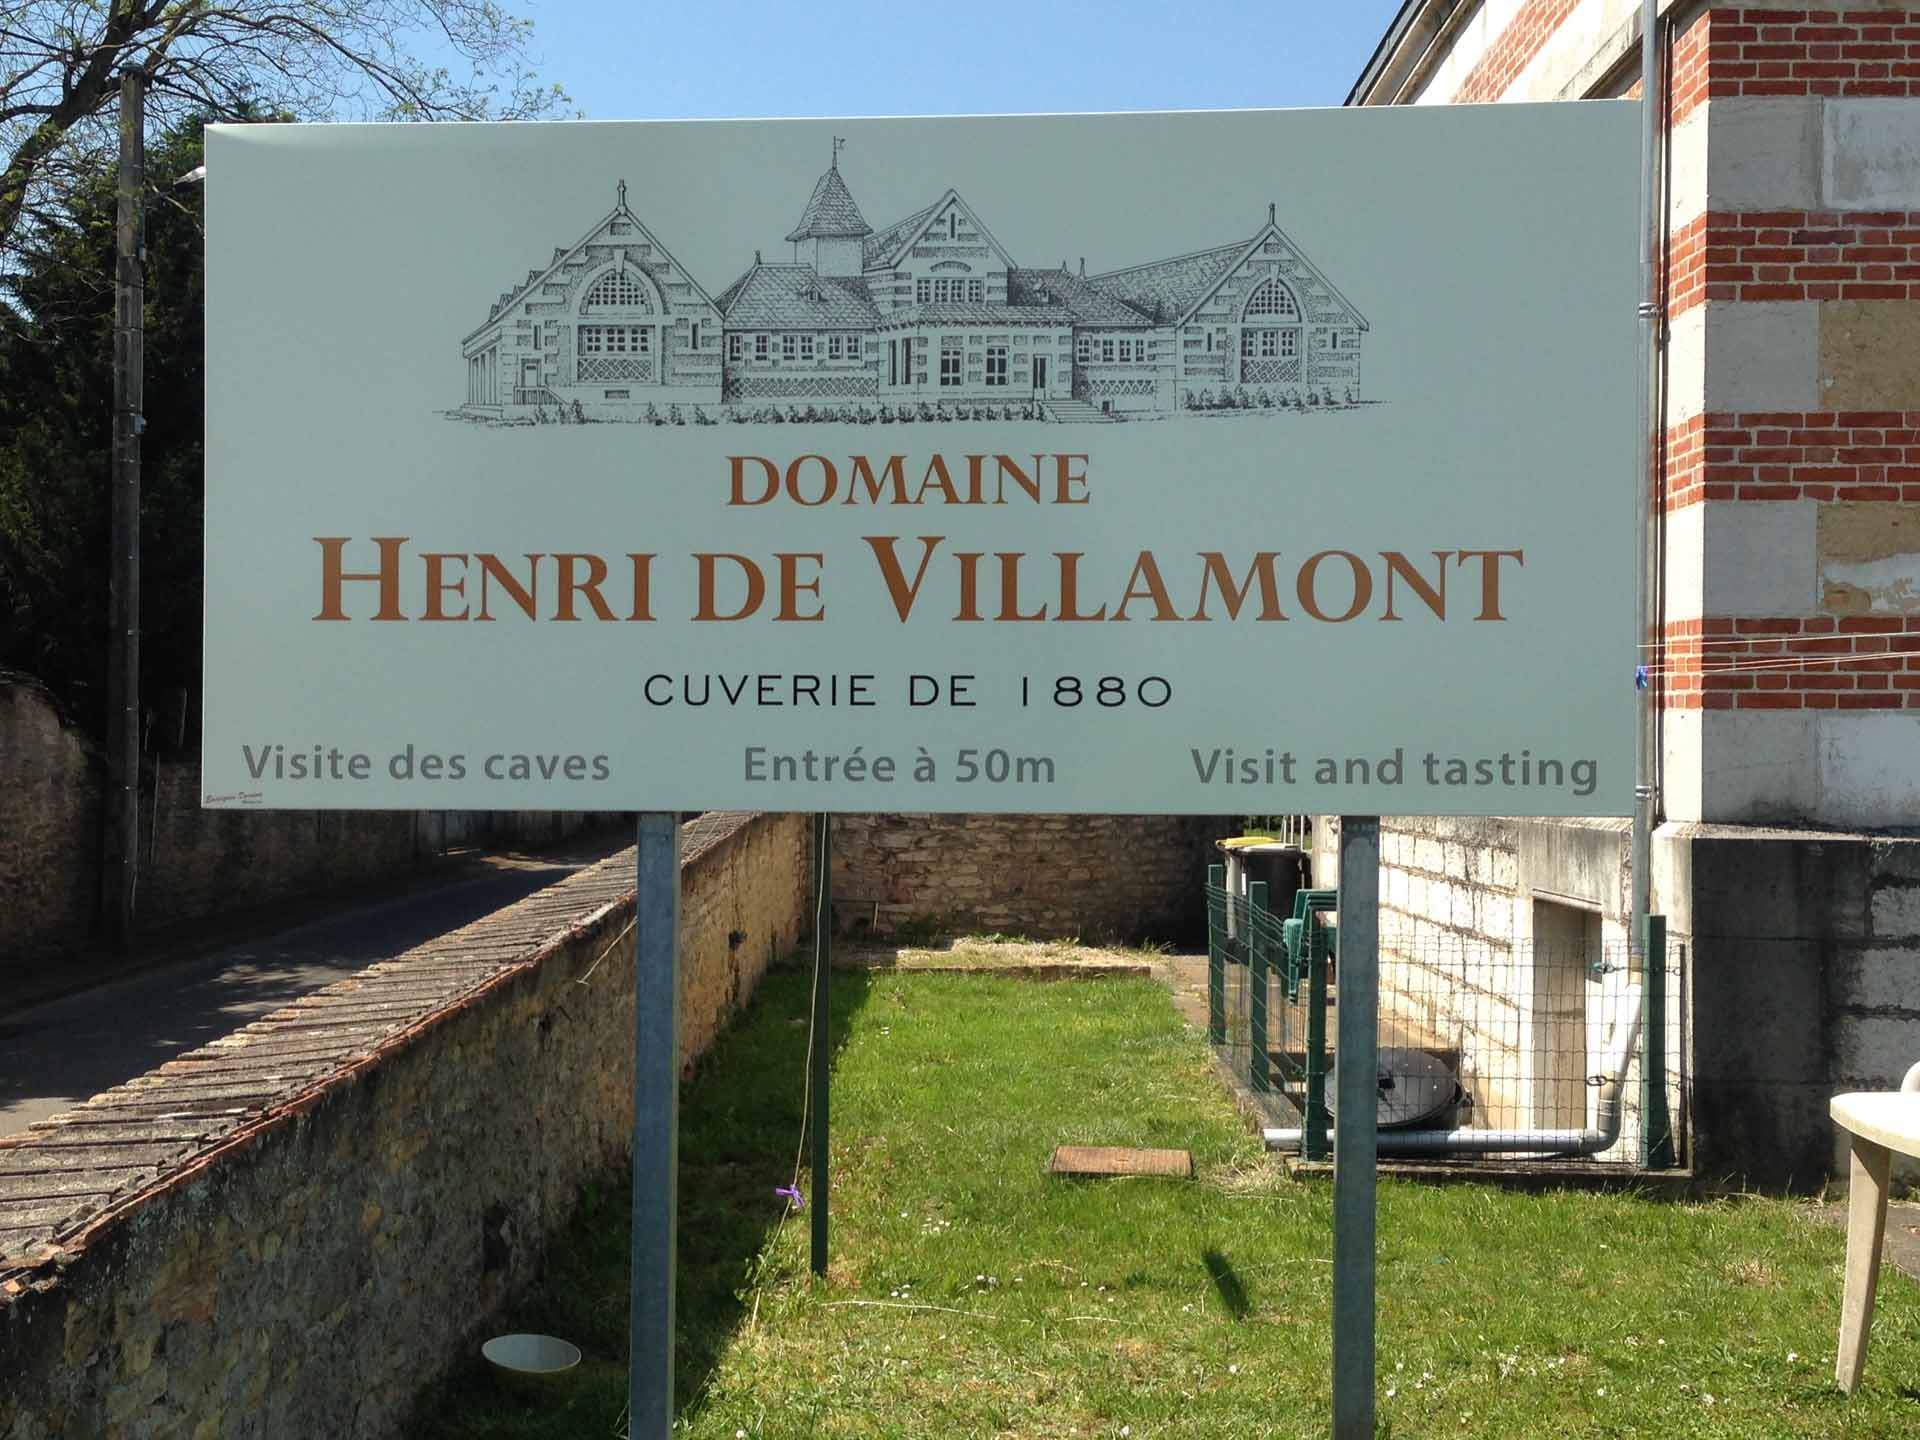 DOMAINE
HENRI DE VILLAMONT
CUVERIE DE 1880
Visite des caves Entrée à 50m Visit and tasting